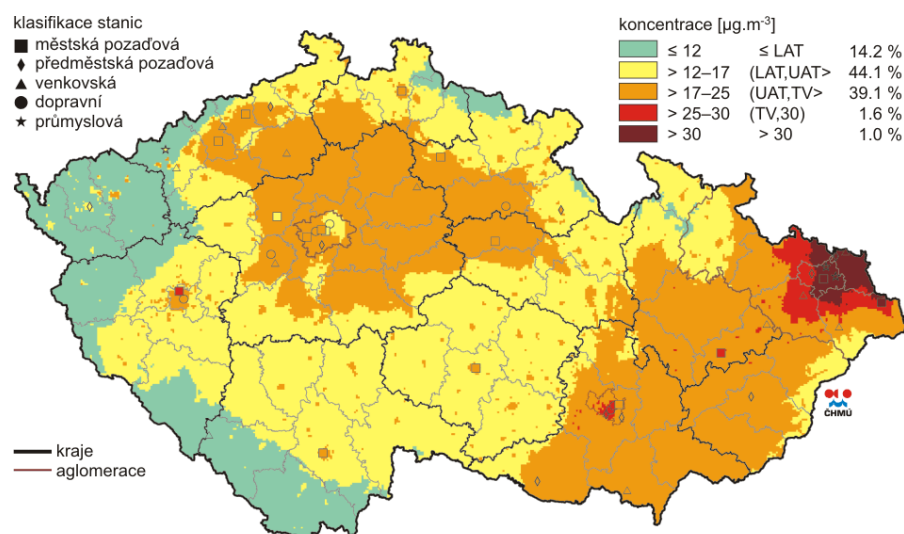 klasifikace stanic
městská pozaďová
předměstská pozaďová
venkovská
dopravní
průmyslová
koncentrace [µg.m-3]
≤ 12 ≤ LAT 14.2 %
> 12–17 (LAT,UAT> 44.1 %
> 17–25 (UAT,TV> 39.1 %
> 25–30 (TV,30) 1.6 %
> 30 > 30 1.0 %
ČHMÚ
kraje
aglomerace